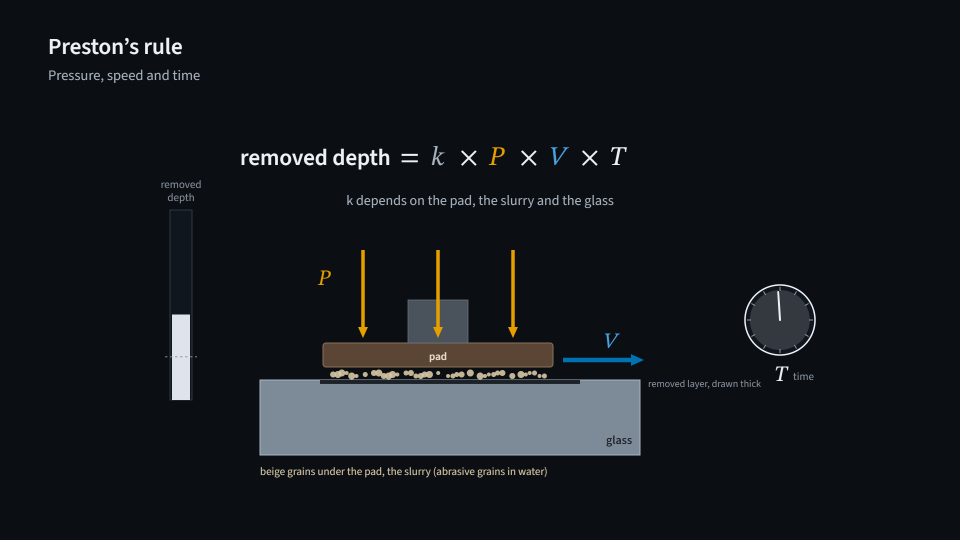 Preston’s rule
Pressure, speed and time
removed depth = k × P × V × T
k depends on the pad, the slurry and the glass
removed
depth
P
V
pad
removed layer, drawn thick
T time
glass
beige grains under the pad, the slurry (abrasive grains in water)